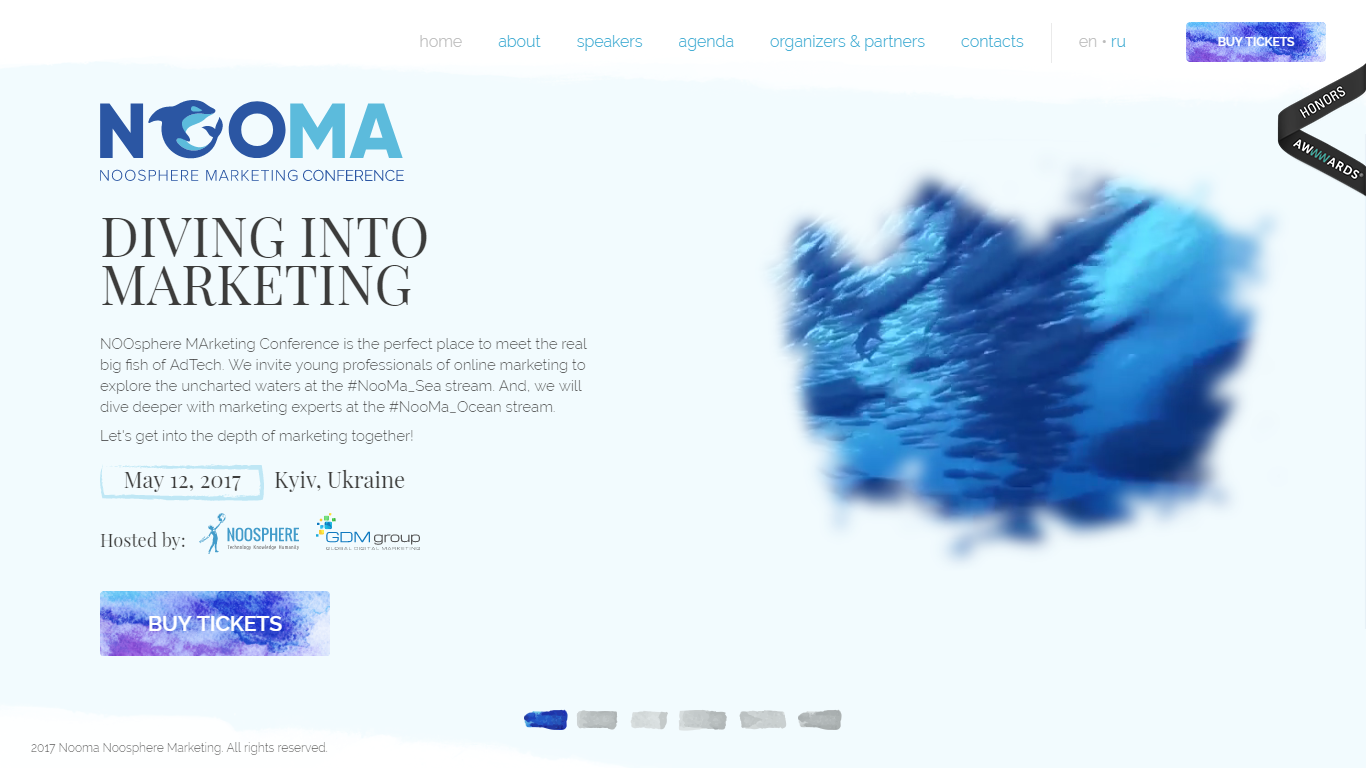 home about speakers agenda organizers & partners contacts en • ru BUY TICKETS
HONORS
AWWWARDS®
NOOMA
NOOSPHERE MARKETING CONFERENCE
DIVING INTO
MARKETING
NOOsphere MArketing Conference is the perfect place to meet the real
big fish of AdTech. We invite young professionals of online marketing to
explore the uncharted waters at the #NooMa_Sea stream. And, we will
dive deeper with marketing experts at the #NooMa_Ocean stream.
Let's get into the depth of marketing together!
May 12, 2017 Kyiv, Ukraine
Hosted by: NOOSPHERE GDM group
Technology Knowledge Humanity GLOBAL DIGITAL MARKETING
BUY TICKETS
2017 Nooma Noosphere Marketing. All rights reserved.